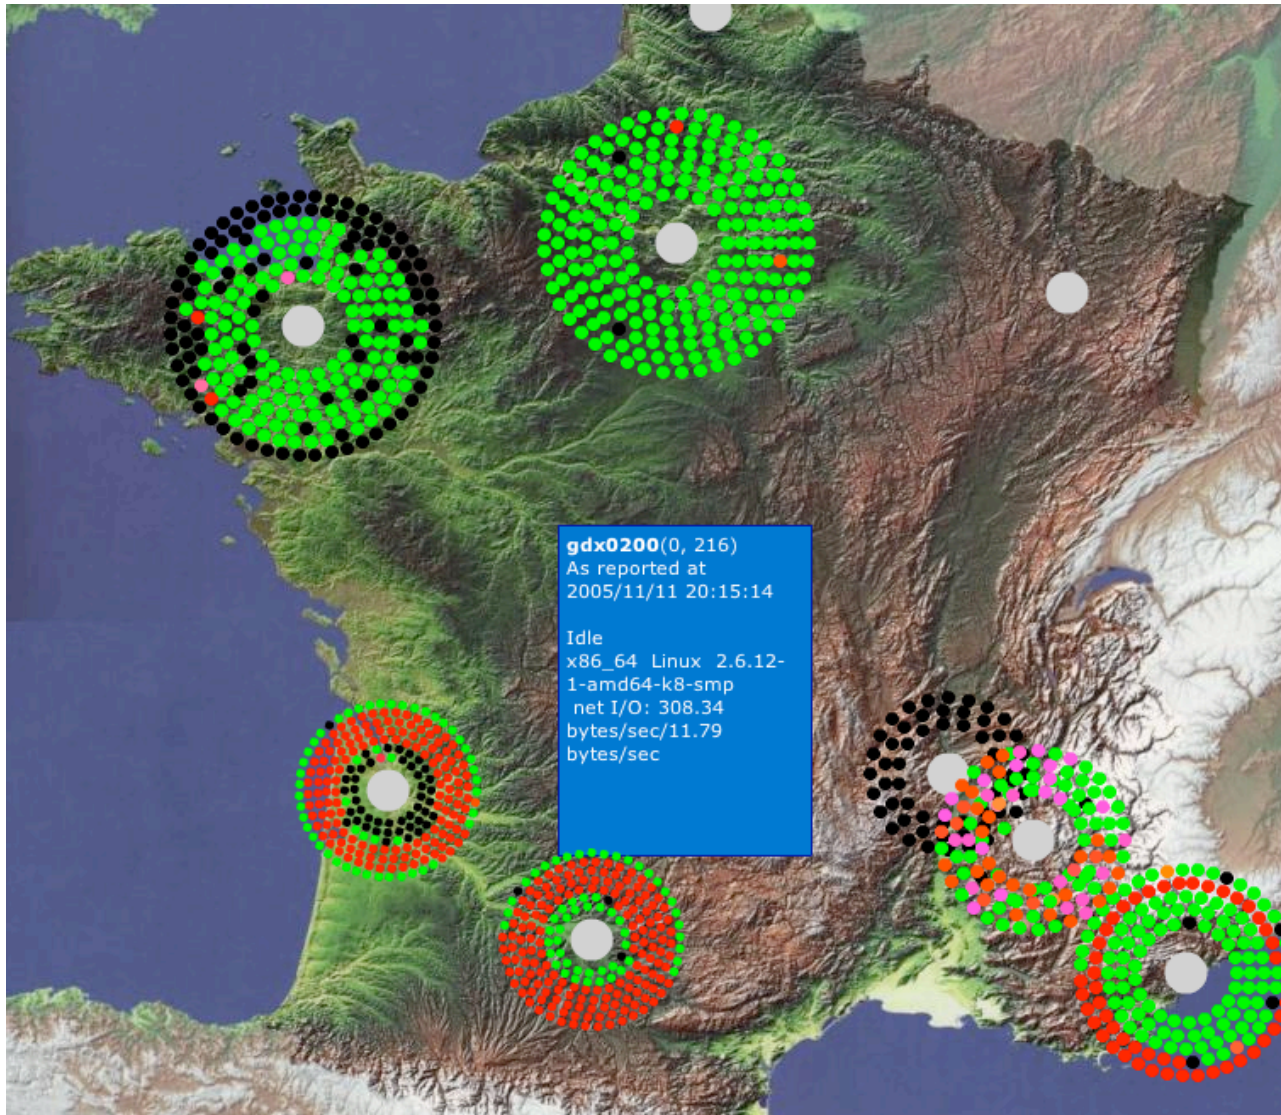 gdx0200(0, 216)
As reported at
2005/11/11 20:15:14
Idle
x86_64 Linux 2.6.12-
1-amd64-k8-smp
net I/O: 308.34
bytes/sec/11.79
bytes/sec